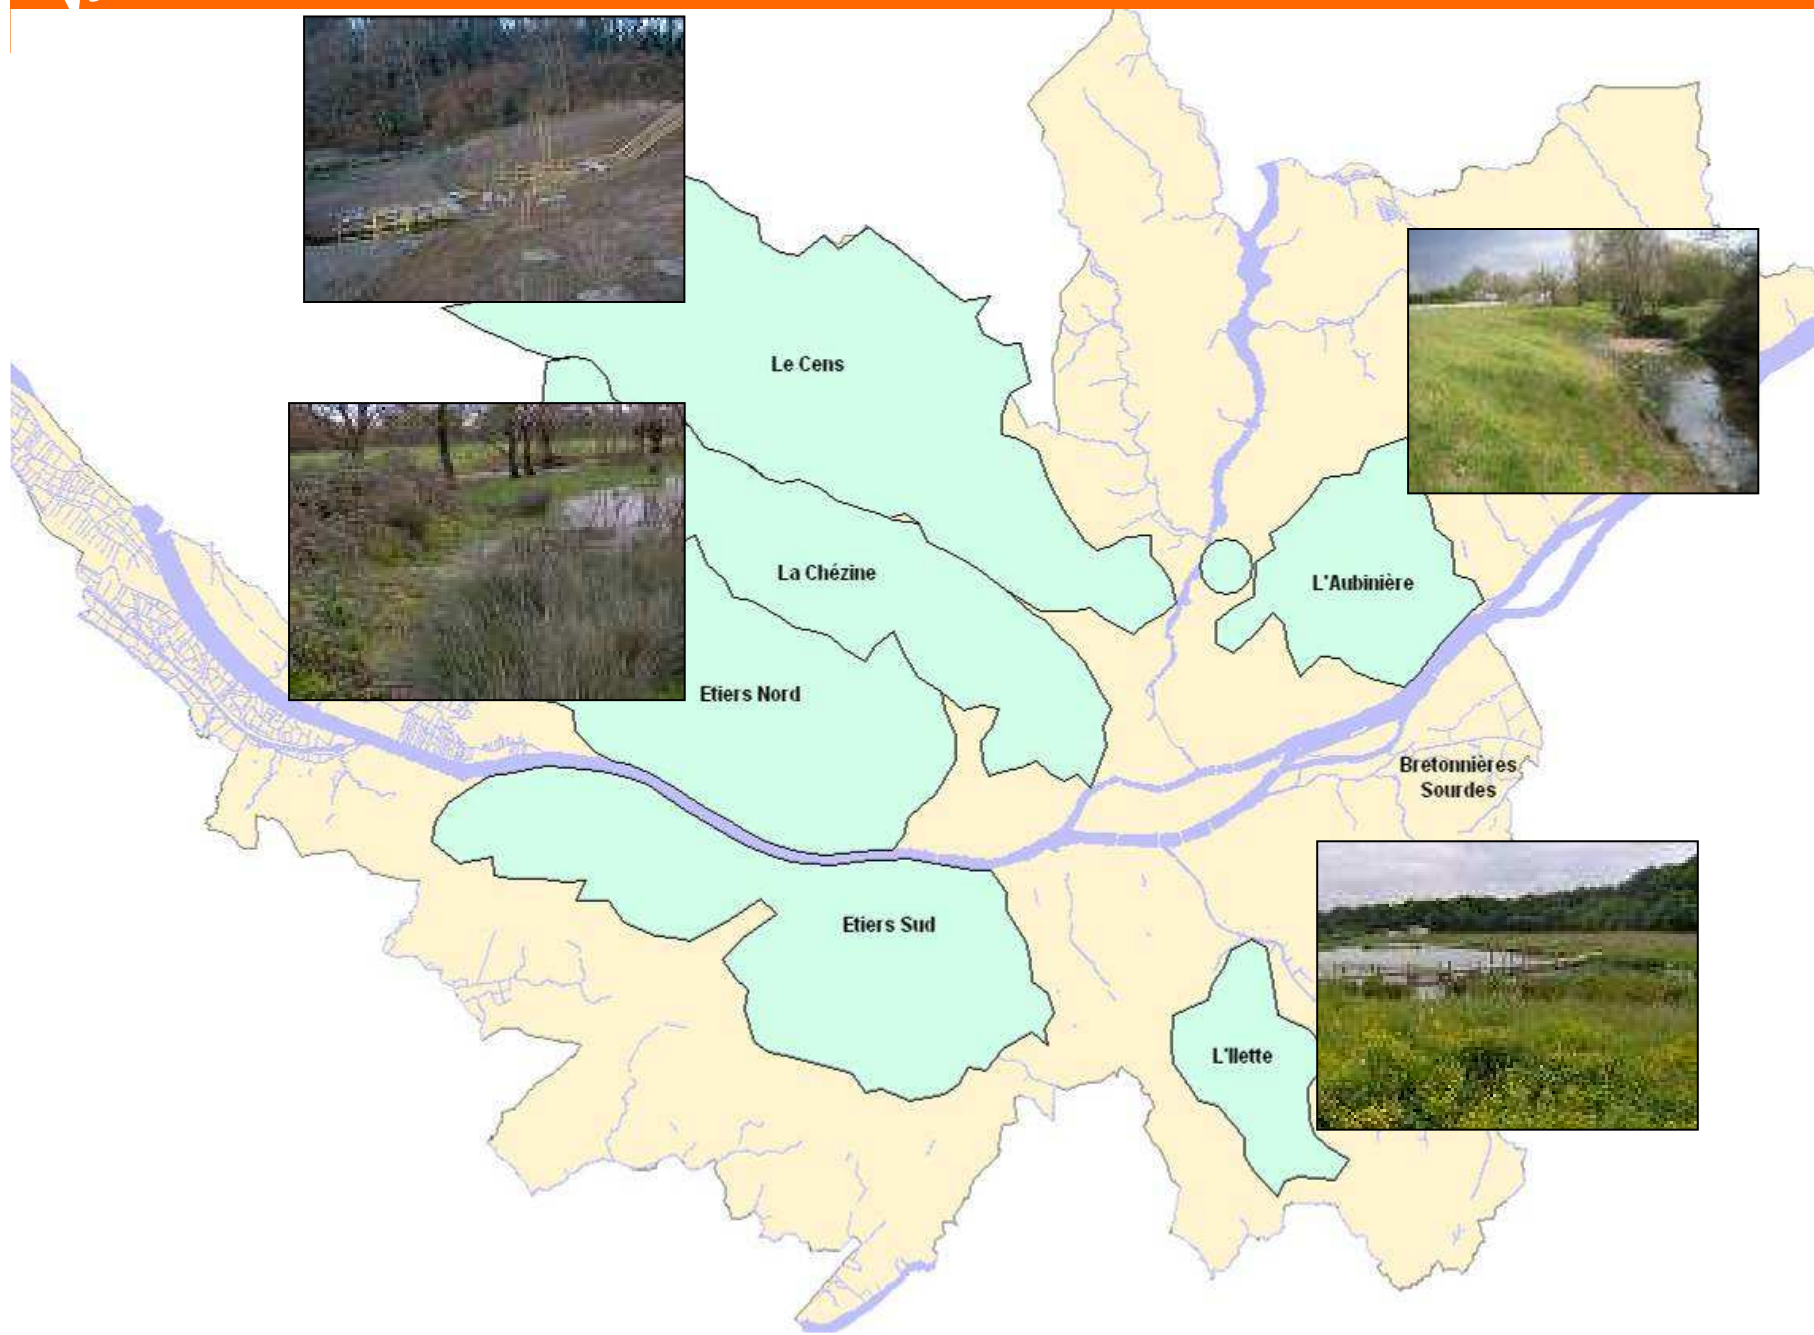 Le Cens
La Chézine
L'Aubinière
Etiers Nord
Bretonnières
Sourdes
Etiers Sud
L'Ilette